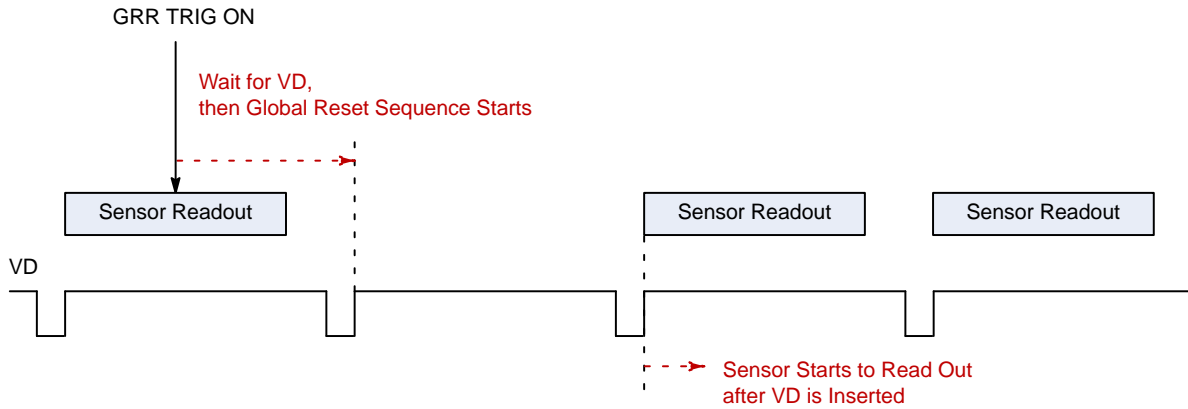 GRR TRIG ON
Wait for VD,
then Global Reset Sequence Starts
Sensor Readout
Sensor Readout
Sensor Readout
VD
Sensor Starts to Read Out
after VD is Inserted